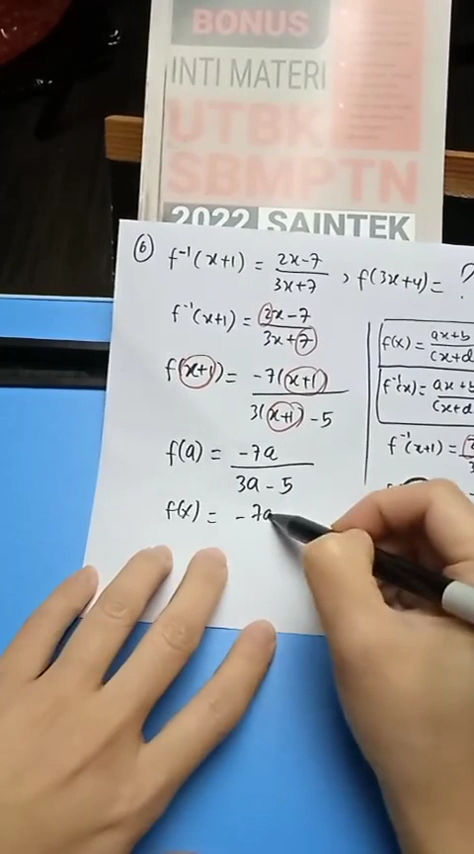 BONUS
INTI MATERI
UTBK
SBMPTN
2022 SAINTEK
⑥ f⁻¹(x+1) = (2x-7)/(3x+7) , f(3x+4) = ?
f⁻¹(x+1) = (2x-7)/(3x+7)
f(x+1) = (-7(x+1))/(3(x+1)-5)
f(a) = (-7a)/(3a-5)
f(x) = -7a
f(x) = (ax+b)/(cx+d
f⁻¹(x) = (ax+b)/(cx+d
f⁻¹(x+1) =